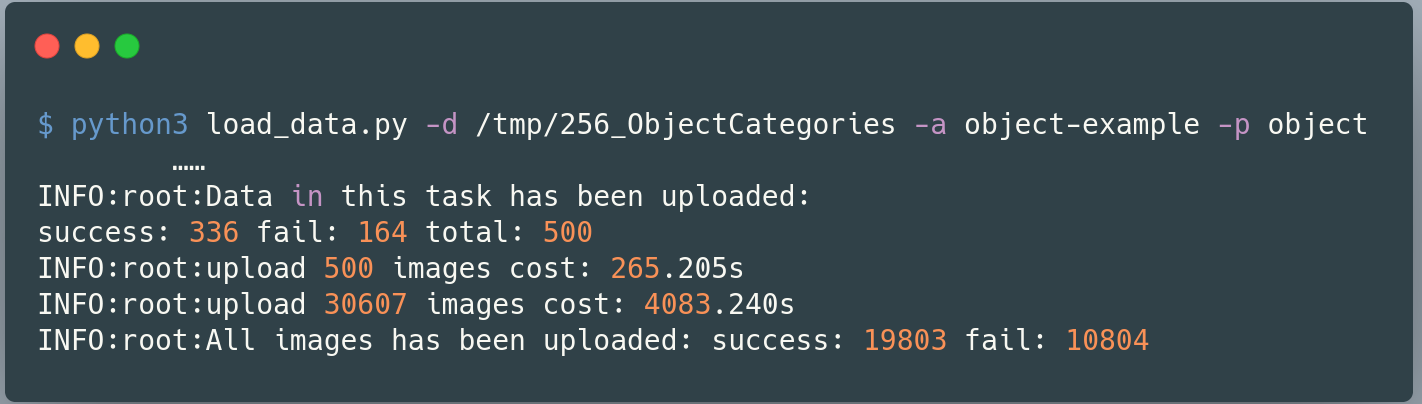 $ python3 load_data.py -d /tmp/256_ObjectCategories -a object-example -p object
……
INFO:root:Data in this task has been uploaded:
success: 336 fail: 164 total: 500
INFO:root:upload 500 images cost: 265.205s
INFO:root:upload 30607 images cost: 4083.240s
INFO:root:All images has been uploaded: success: 19803 fail: 10804